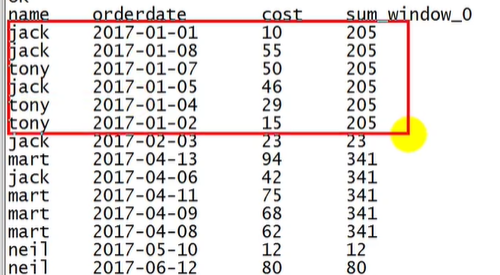 name orderdate cost sum_window_0
jack 2017-01-01 10 205
jack 2017-01-08 55 205
tony 2017-01-07 50 205
jack 2017-01-05 46 205
tony 2017-01-04 29 205
tony 2017-01-02 15 205
jack 2017-02-03 23 23
mart 2017-04-13 94 341
jack 2017-04-06 42 341
mart 2017-04-11 75 341
mart 2017-04-09 68 341
mart 2017-04-08 62 341
neil 2017-05-10 12 12
neil 2017-06-12 80 80